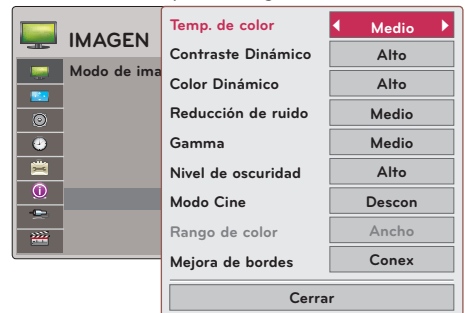 IMAGEN
Modo de ima
Temp. de color Medio
Contraste Dinámico Alto
Color Dinámico Alto
Reducción de ruido Medio
Gamma Medio
Nivel de oscuridad Alto
Modo Cine Descon
Rango de color Ancho
Mejora de bordes Conex
Cerrar